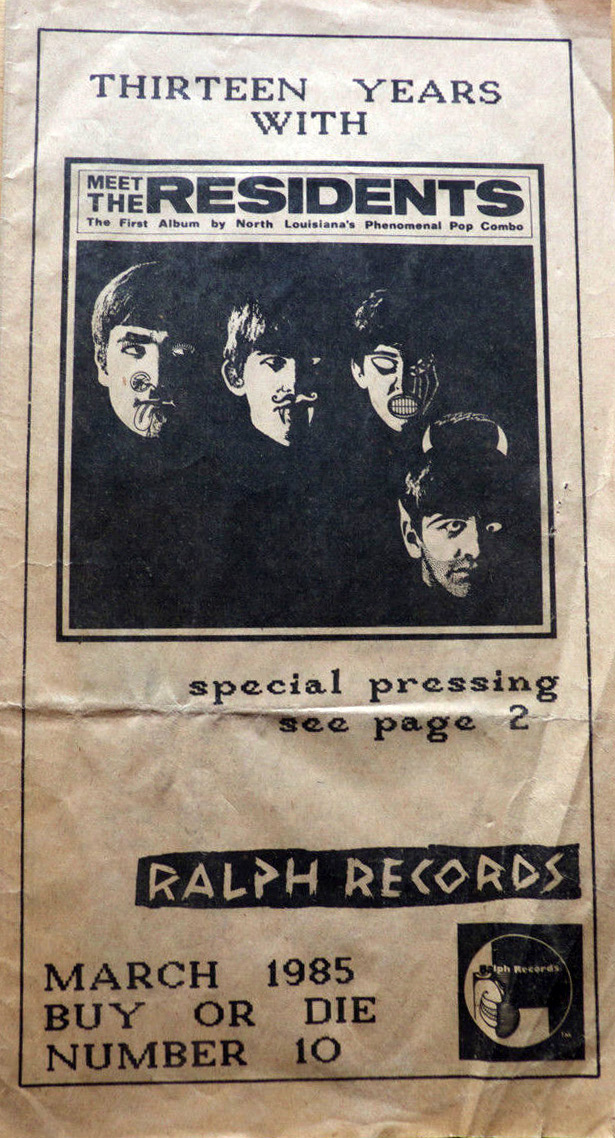 THIRTEEN YEARS
WITH
MEET
THE RESIDENTS
The First Album by North Louisiana's Phenomenal Pop Combo
special pressing
see page 2
RALPH RECORDS
Ralph Records
TM
MARCH 1985
BUY OR DIE
NUMBER 10